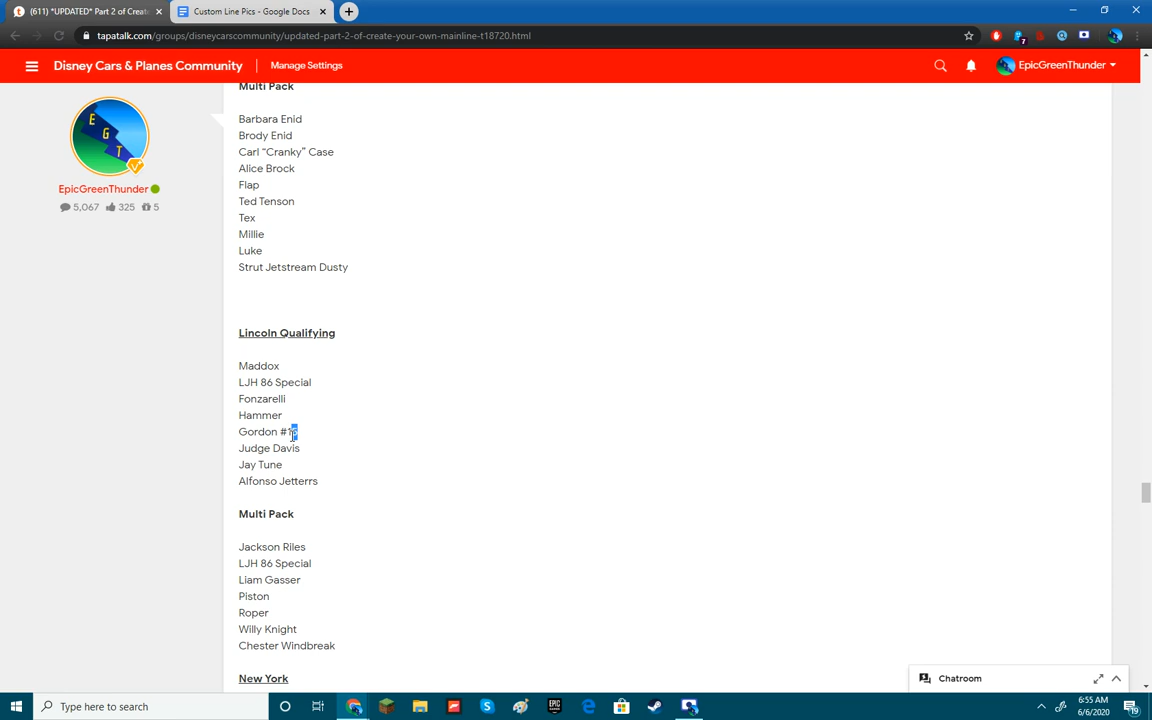 (611) *UPDATED* Part 2 of Create
Custom Line Pics - Google Docs
tapatalk.com/groups/disneycarscommunity/updated-part-2-of-create-your-own-mainline-t18720.html
7
Disney Cars & Planes Community
Manage Settings
EpicGreenThunder
E
G
T
EpicGreenThunder
5,067 325 5
Multi Pack
Barbara Enid
Brody Enid
Carl “Cranky” Case
Alice Brock
Flap
Ted Tenson
Tex
Millie
Luke
Strut Jetstream Dusty
Lincoln Qualifying
Maddox
LJH 86 Special
Fonzarelli
Hammer
Gordon
Judge Davis
Jay Tune
Alfonso Jetterrs
Multi Pack
Jackson Riles
LJH 86 Special
Liam Gasser
Piston
Roper
Willy Knight
Chester Windbreak
New York
Chatroom
Type here to search
EPIC GAMES
6:55 AM
6/6/2020
19